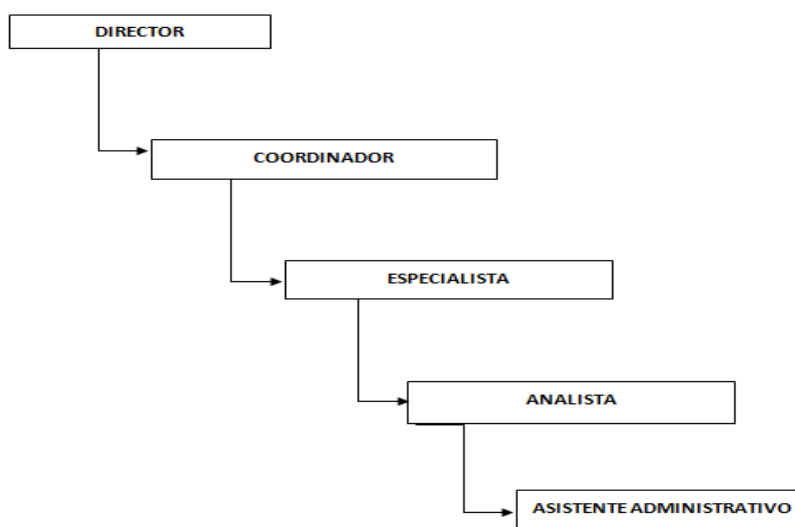 DIRECTOR
COORDINADOR
ESPECIALISTA
ANALISTA
ASISTENTE ADMINISTRATIVO